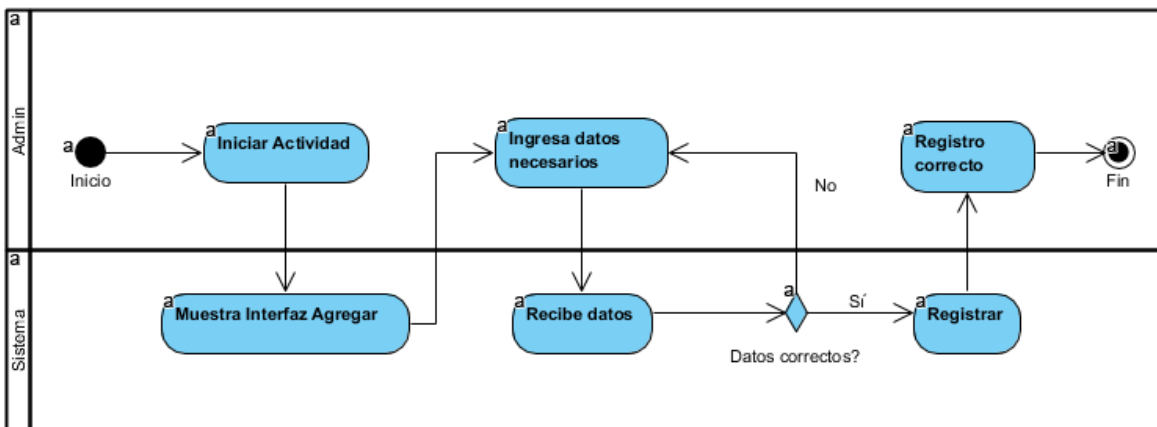 a
Admin
a
Inicio
a
Iniciar Actividad
a
Ingresa datos
necesarios
No
a
Registro
correcto
a
Fin
a
Sistema
a
Muestra Interfaz Agregar
a
Recibe datos
a
Datos correctos?
Sí
a
Registrar